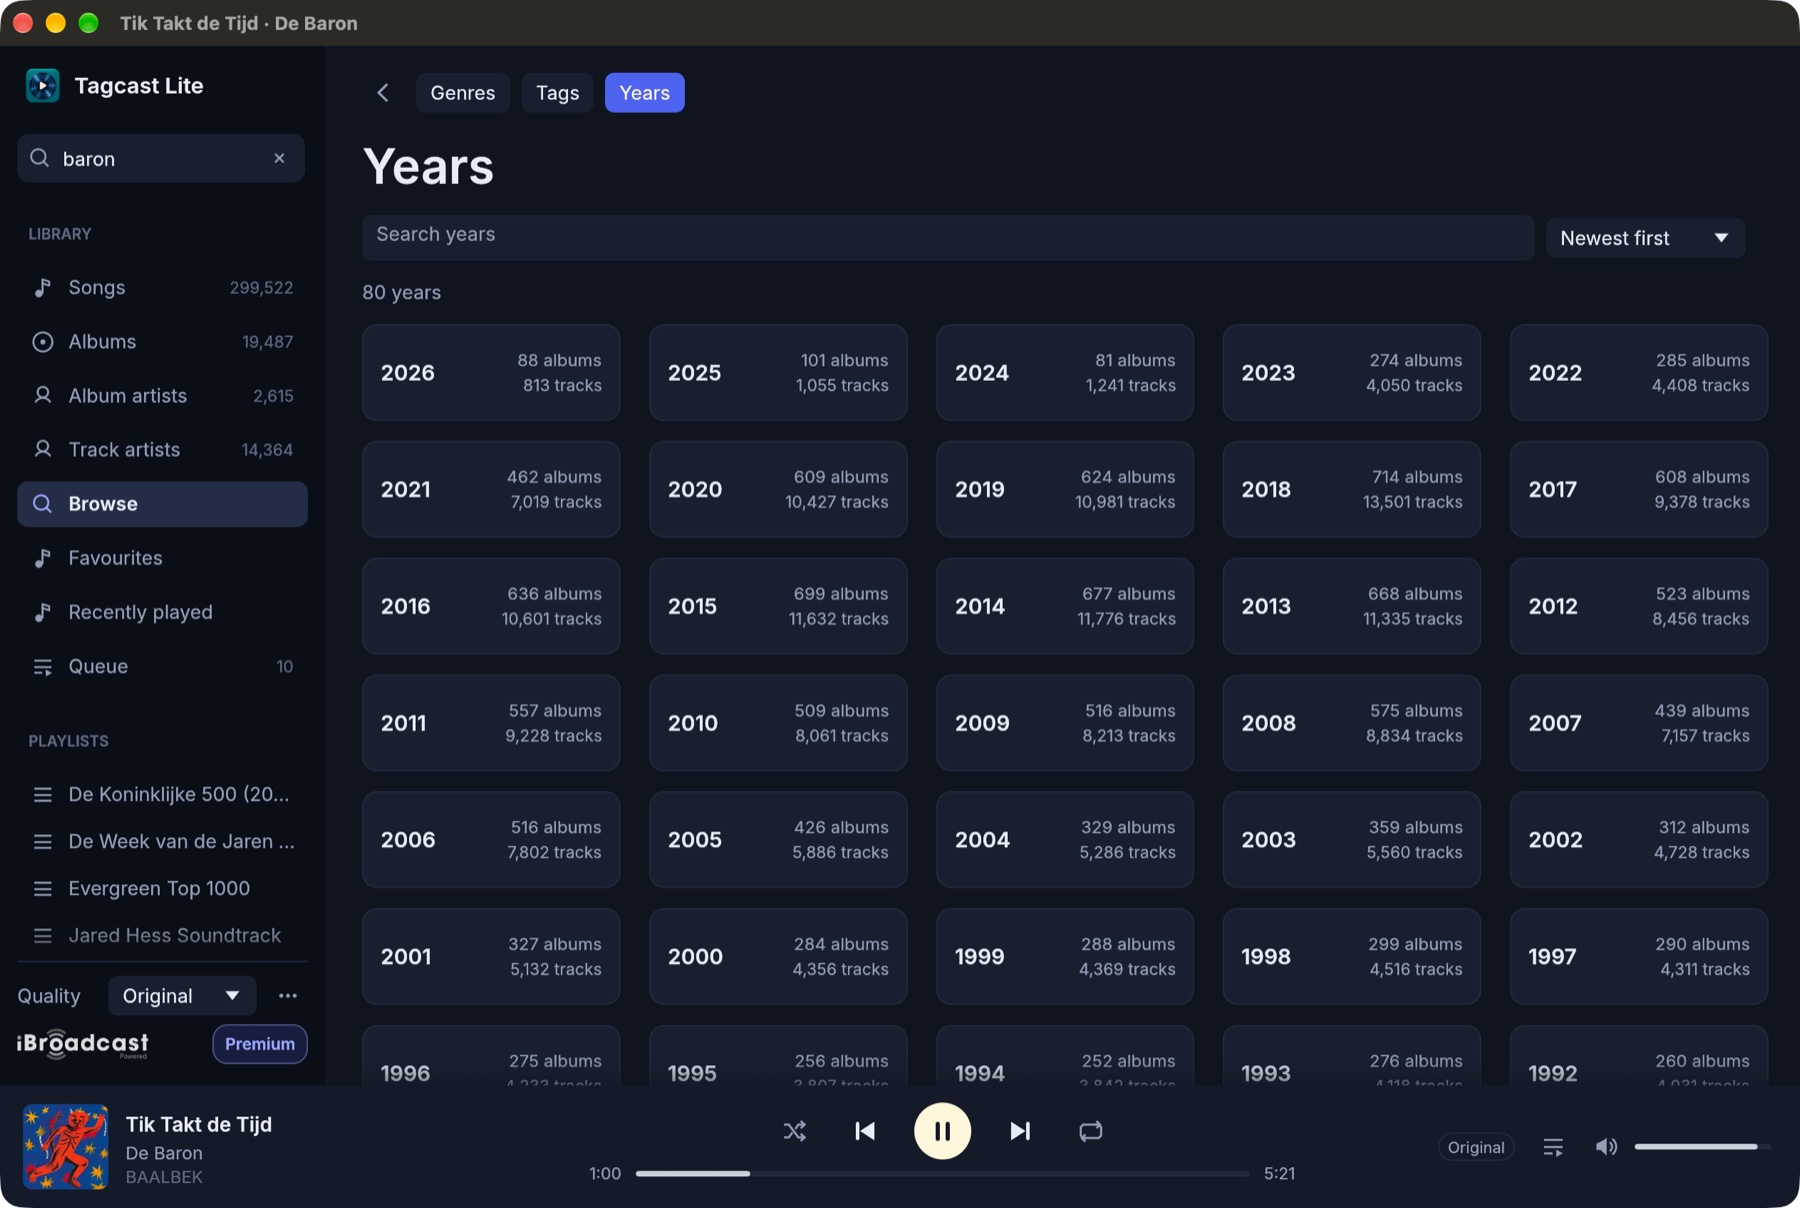 Tik Takt de Tijd · De Baron
Tagcast Lite
baron
LIBRARY
Songs 299,522
Albums 19,487
Album artists 2,615
Track artists 14,364
Browse
Favourites
Recently played
Queue 10
PLAYLISTS
De Koninklijke 500 (20...
De Week van de Jaren ...
Evergreen Top 1000
Jared Hess Soundtrack
Quality Original
iBroadcast
Powered
Premium
Genres Tags Years
Years
Search years Newest first
80 years
2026 88 albums 813 tracks
2025 101 albums 1,055 tracks
2024 81 albums 1,241 tracks
2023 274 albums 4,050 tracks
2022 285 albums 4,408 tracks
2021 462 albums 7,019 tracks
2020 609 albums 10,427 tracks
2019 624 albums 10,981 tracks
2018 714 albums 13,501 tracks
2017 608 albums 9,378 tracks
2016 636 albums 10,601 tracks
2015 699 albums 11,632 tracks
2014 677 albums 11,776 tracks
2013 668 albums 11,335 tracks
2012 523 albums 8,456 tracks
2011 557 albums 9,228 tracks
2010 509 albums 8,061 tracks
2009 516 albums 8,213 tracks
2008 575 albums 8,834 tracks
2007 439 albums 7,157 tracks
2006 516 albums 7,802 tracks
2005 426 albums 5,886 tracks
2004 329 albums 5,286 tracks
2003 359 albums 5,560 tracks
2002 312 albums 4,728 tracks
2001 327 albums 5,132 tracks
2000 284 albums 4,356 tracks
1999 288 albums 4,369 tracks
1998 299 albums 4,516 tracks
1997 290 albums 4,311 tracks
1996 275 albums
1995 256 albums
1994 252 albums
1993 276 albums
1992 260 albums
Tik Takt de Tijd
De Baron
BAALBEK
1:00 5:21
Original